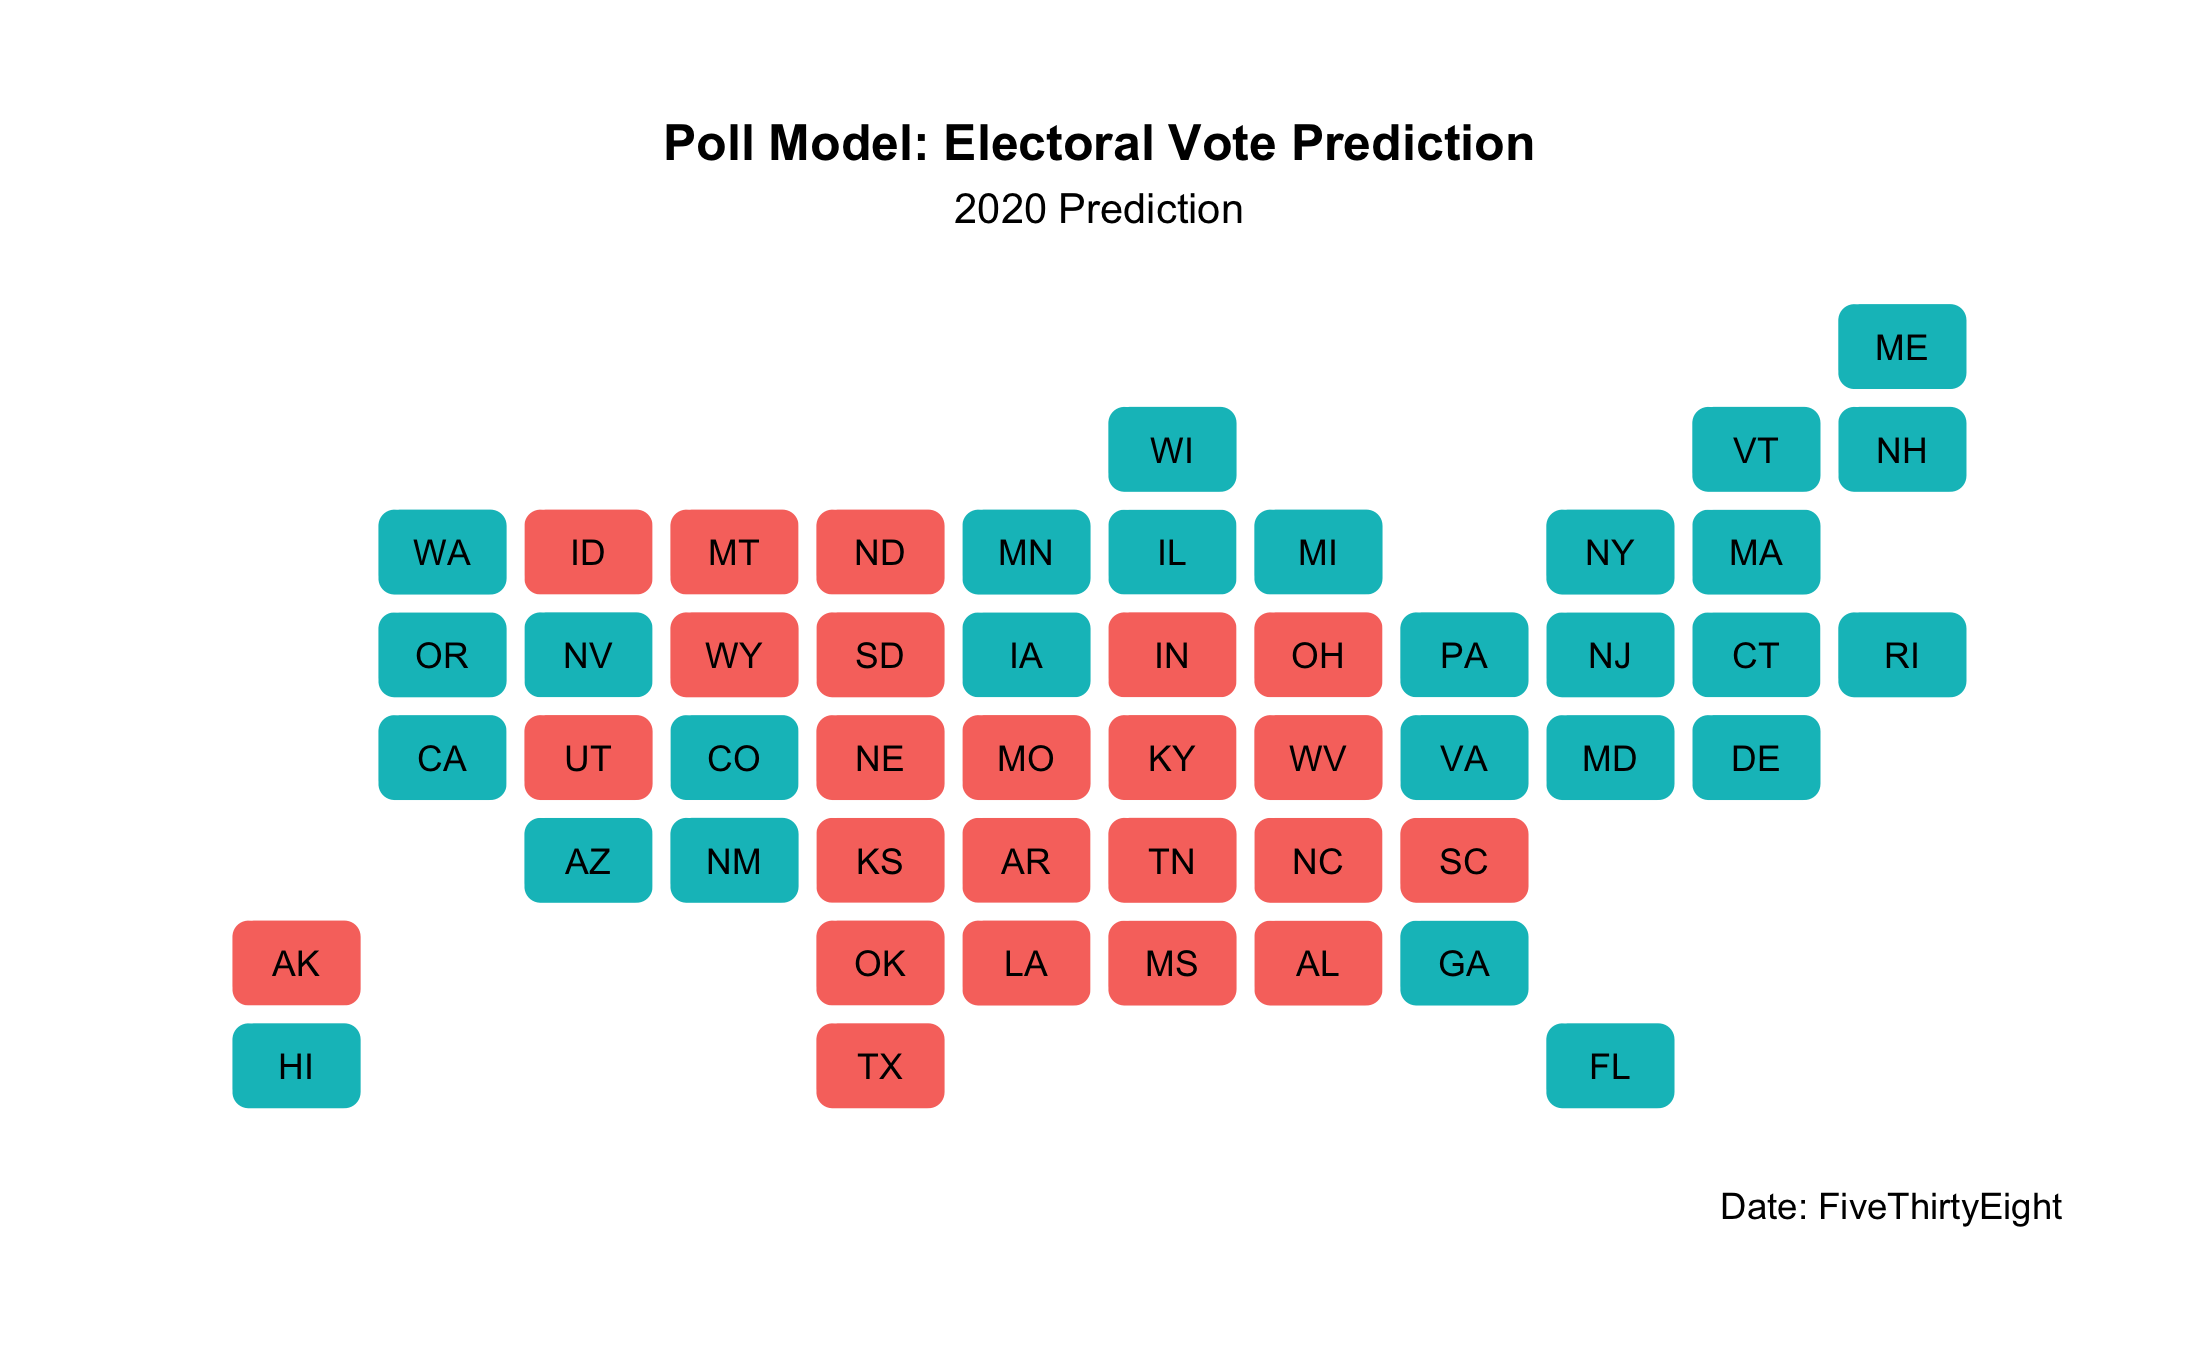 Poll Model: Electoral Vote Prediction
2020 Prediction
ME
WI VT NH
WA ID MT ND MN IL MI NY MA
OR NV WY SD IA IN OH PA NJ CT RI
CA UT CO NE MO KY WV VA MD DE
AZ NM KS AR TN NC SC
AK OK LA MS AL GA
HI TX FL
Date: FiveThirtyEight